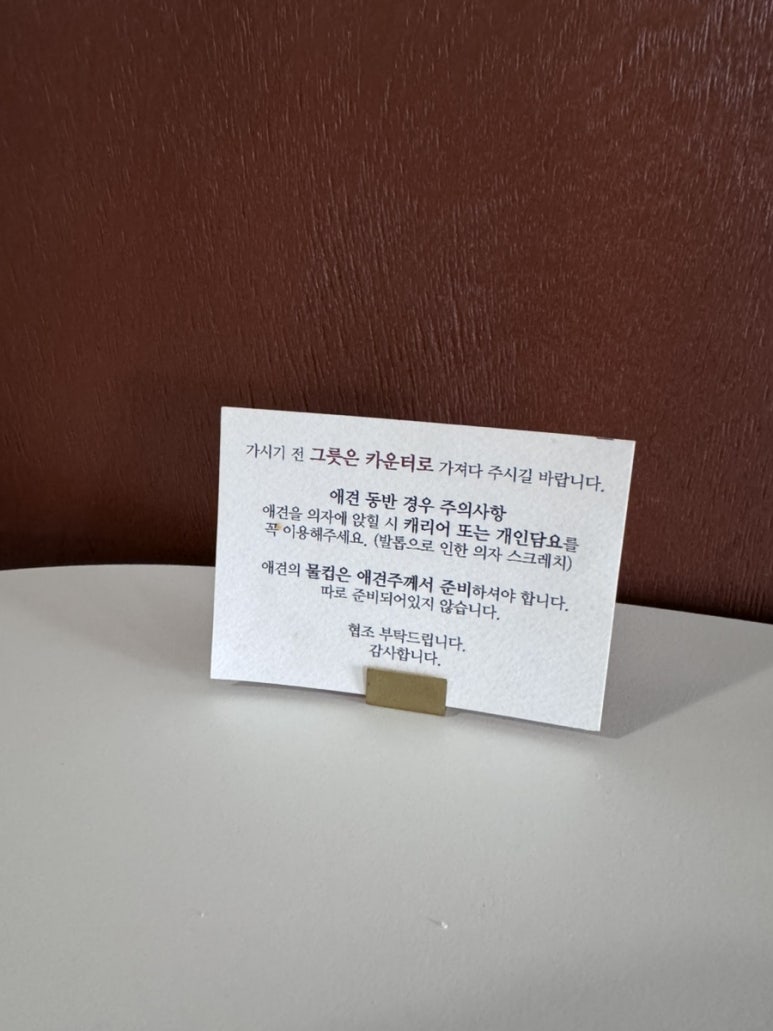 가시기 전 그릇은 카운터로 가져다 주시길 바랍니다.
애견 동반 경우 주의사항
애견을 의자에 앉힐 시 캐리어 또는 개인담요를
꼭 이용해주세요. (발톱으로 인한 의자 스크레치)
애견의 물컵은 애견주께서 준비하셔야 합니다.
따로 준비되어있지 않습니다.
협조 부탁드립니다.
감사합니다.